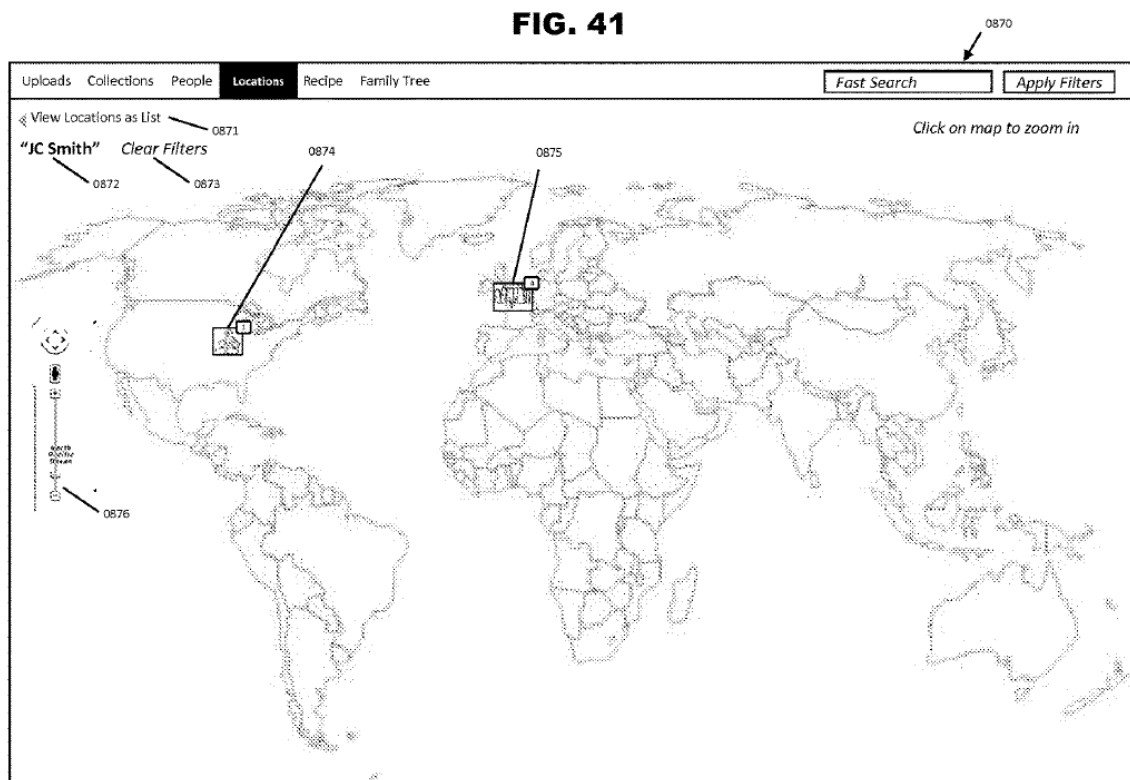 FIG. 41
0870
Uploads Collections People Locations Recipe Family Tree Fast Search Apply Filters
View Locations as List
0871
Click on map to zoom in
"JC Smith" Clear Filters
0874
0875
0872
0873
0876